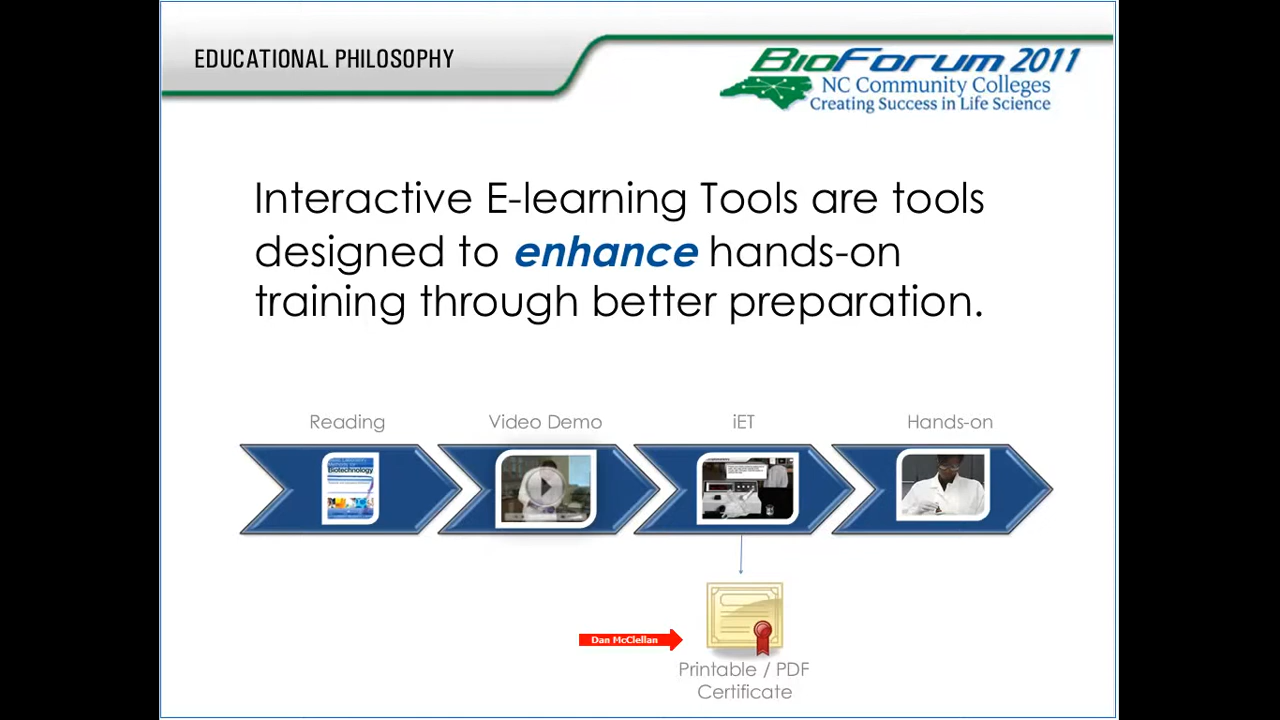 EDUCATIONAL PHILOSOPHY
BioForum 2011
NC Community Colleges
Creating Success in Life Science
Interactive E-learning Tools are tools
designed to enhance hands-on
training through better preparation.
Reading
Video Demo
iET
Hands-on
Biotechnology
Dan McClellan
Printable / PDF
Certificate